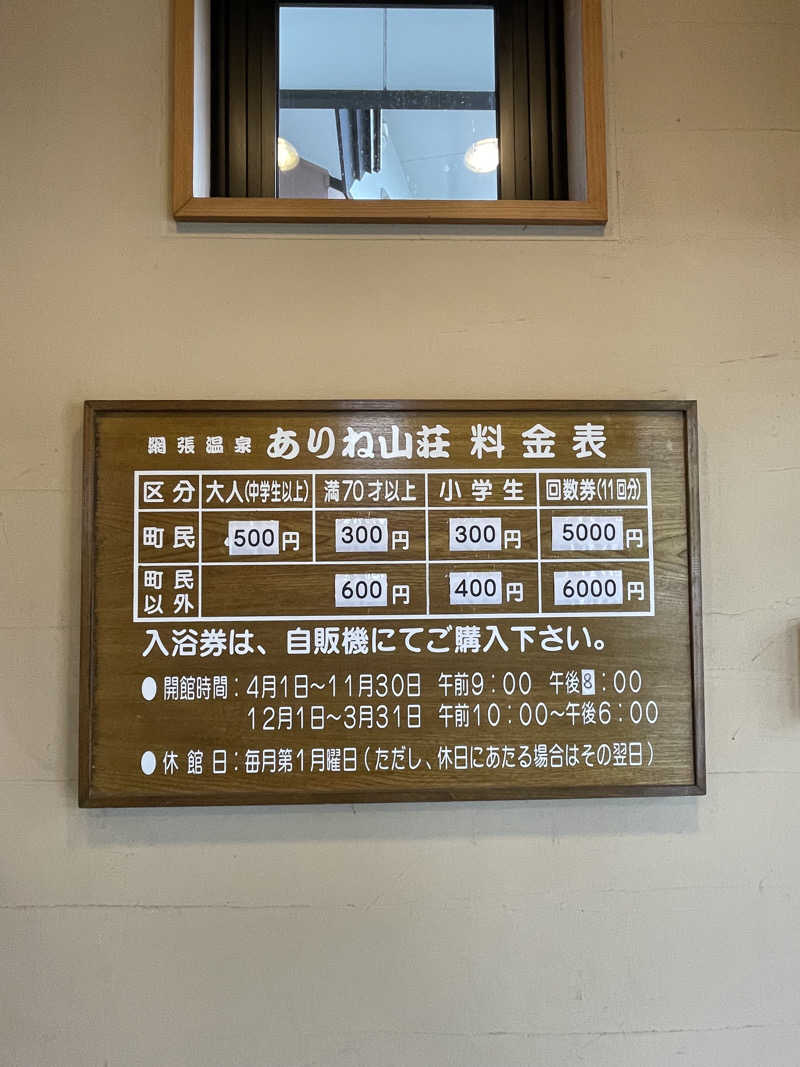 網張温泉 ありね山荘 料金表
区分 大人(中学生以上) 満70才以上 小学生 回数券(11回分)
町民 500円 300円 300円 5000円
町民以外 600円 400円 6000円
入浴券は、自販機にてご購入下さい。
●開館時間：4月1日～11月30日 午前9：00 午後8：00
12月1日～3月31日 午前10：00～午後6：00
●休館日：毎月第1月曜日(ただし、休日にあたる場合はその翌日)